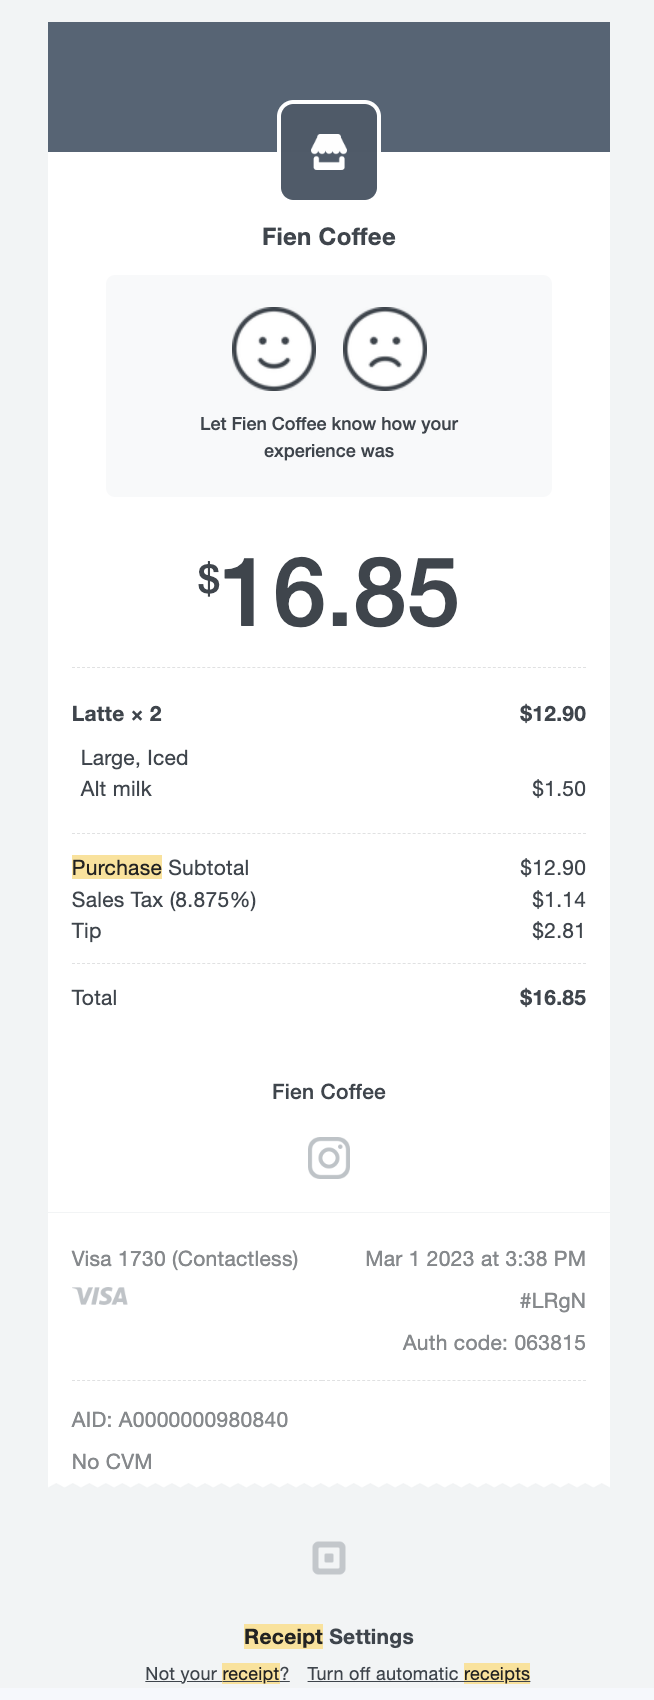 Fien Coffee
Let Fien Coffee know how your
experience was
$16.85
Latte × 2 $12.90
Large, Iced
Alt milk $1.50
Purchase Subtotal $12.90
Sales Tax (8.875%) $1.14
Tip $2.81
Total $16.85
Fien Coffee
Visa 1730 (Contactless) Mar 1 2023 at 3:38 PM
VISA #LRgN
Auth code: 063815
AID: A0000000980840
No CVM
Receipt Settings
Not your receipt? Turn off automatic receipts